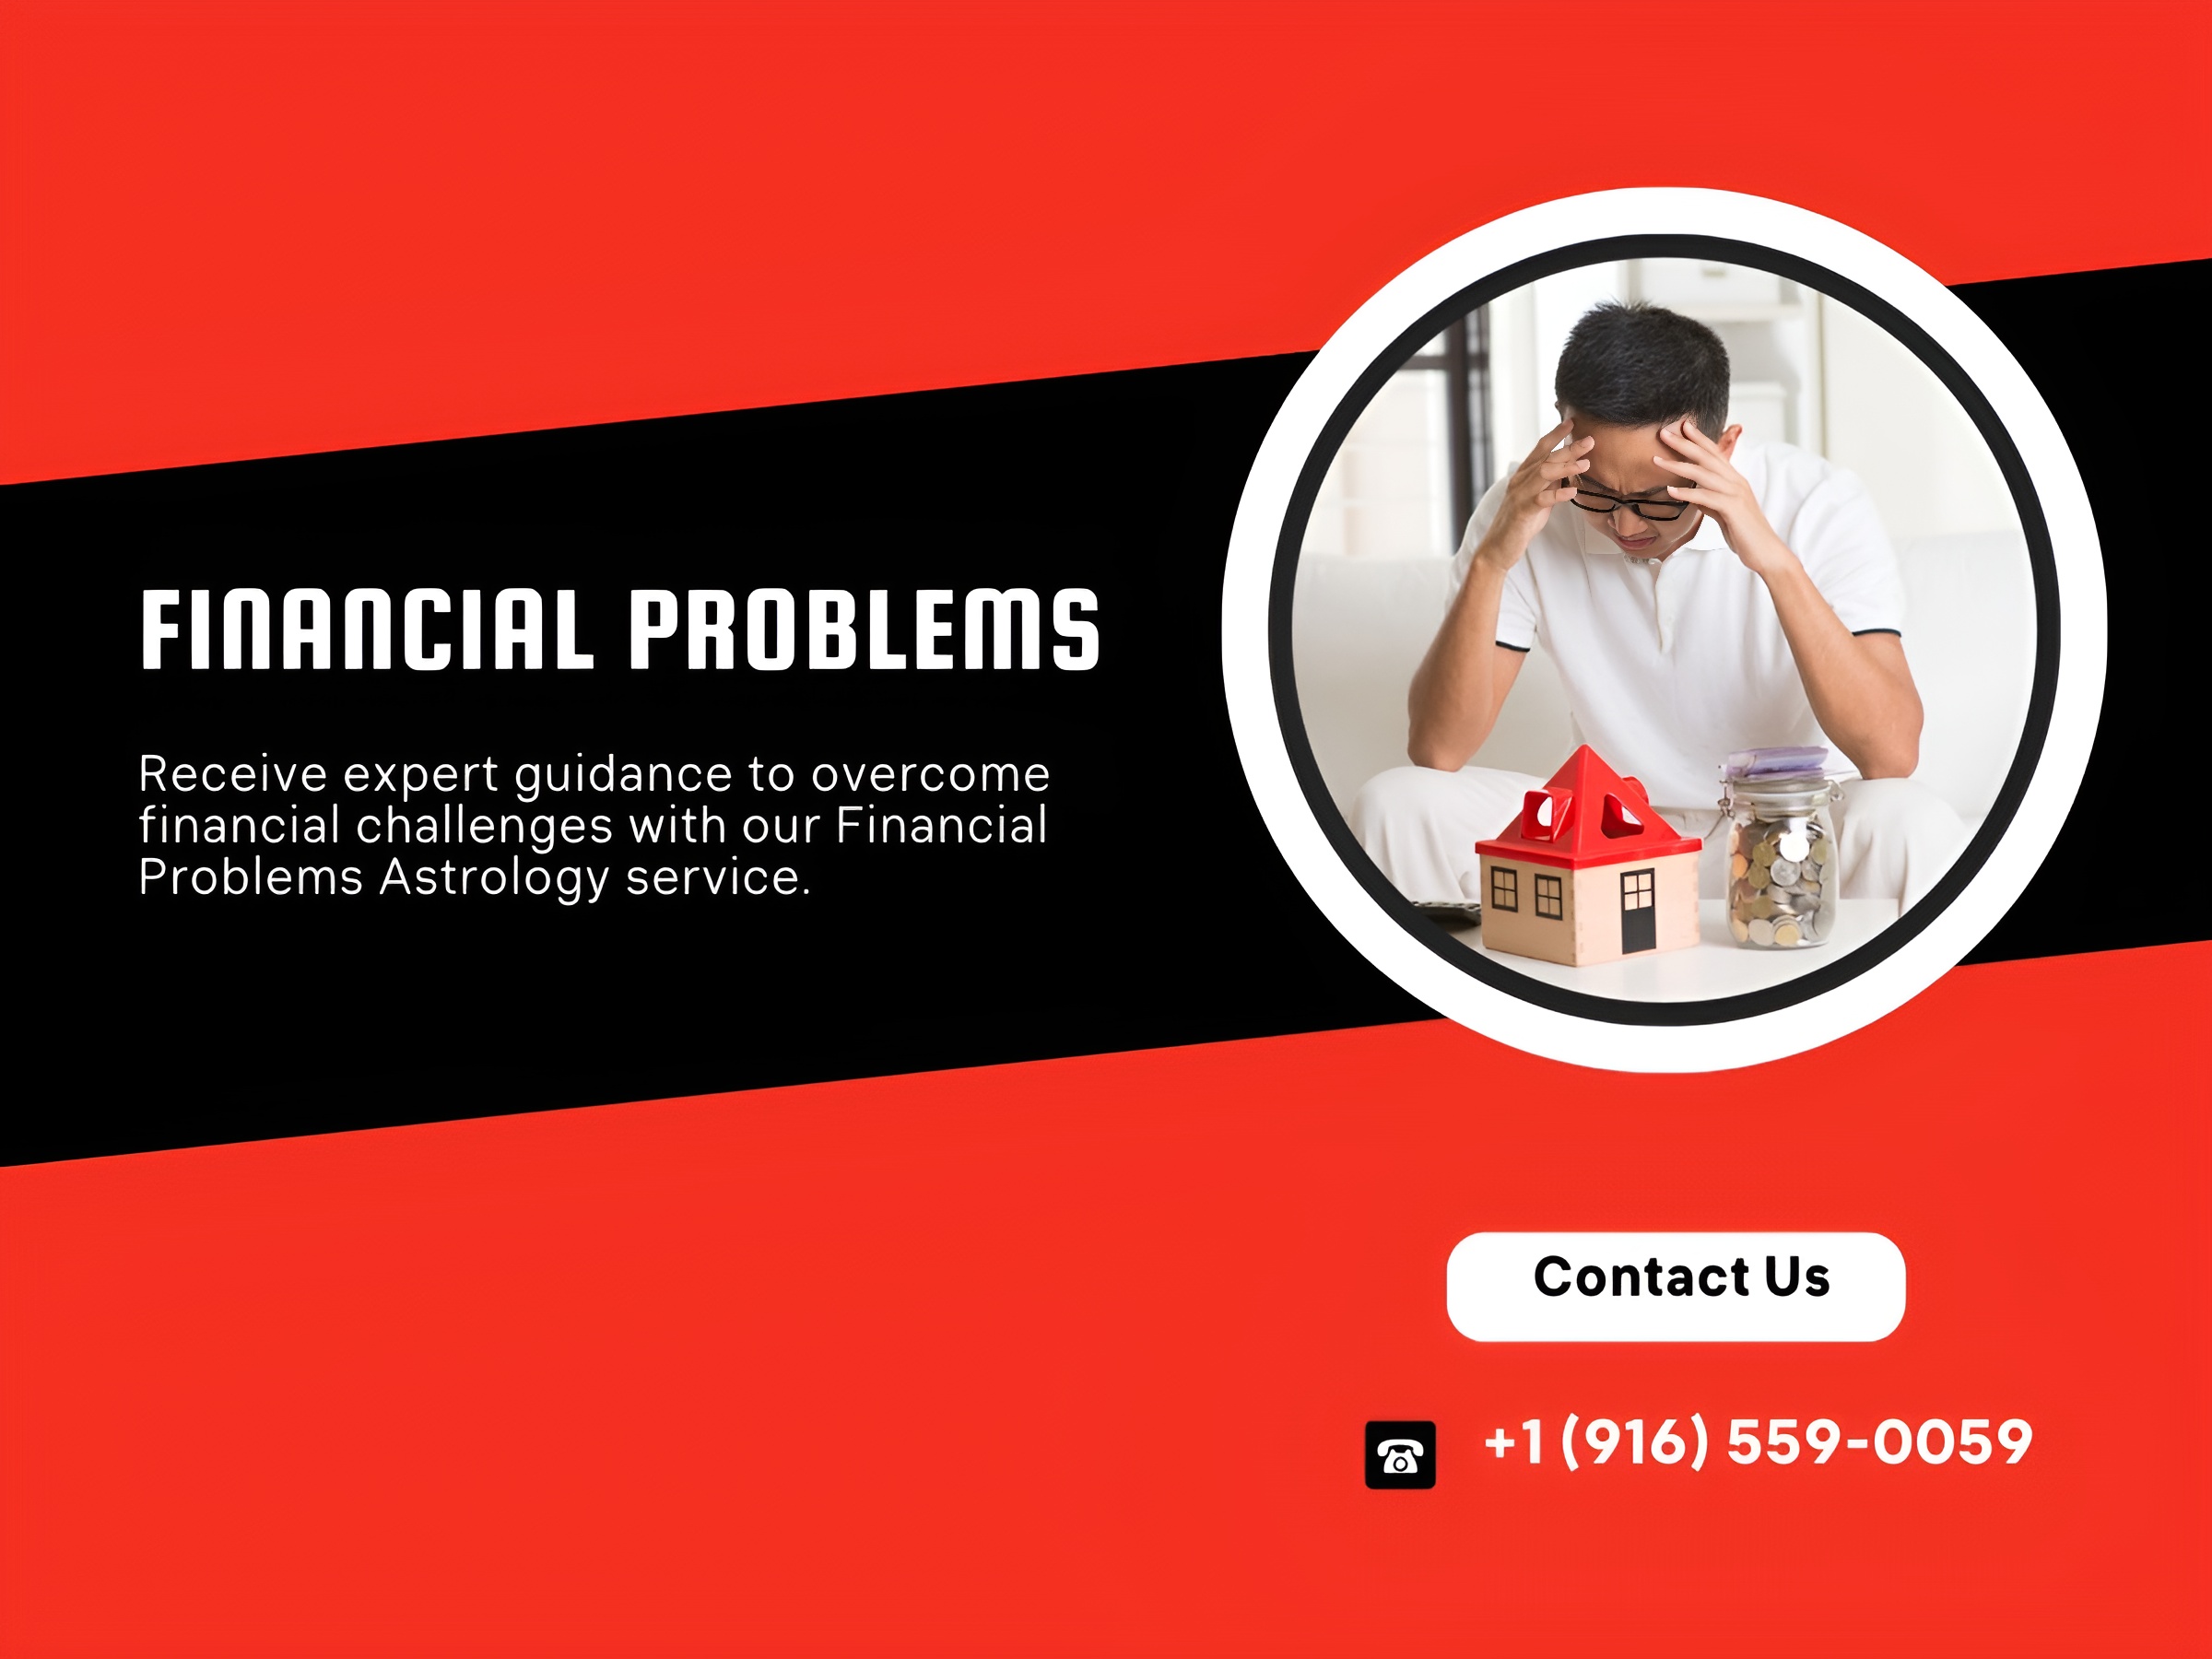 FINANCIAL PROBLEMS
Receive expert guidance to overcome
financial challenges with our Financial
Problems Astrology service.
Contact Us
+1 (916) 559-0059